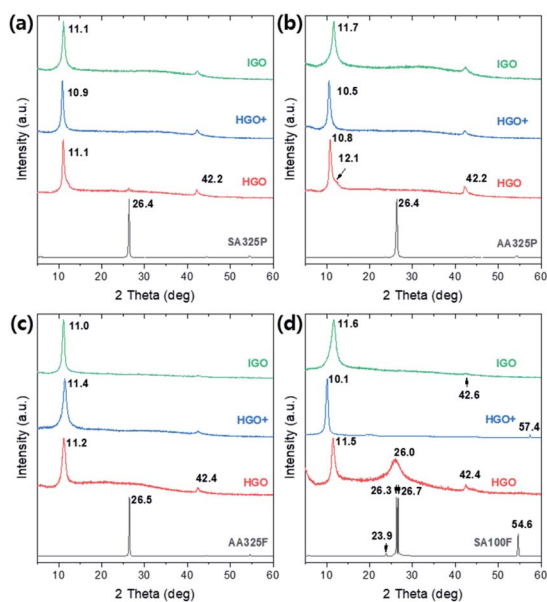 (a)
11.1
IGO
10.9
HGO+
11.1
42.2
HGO
26.4
SA325P
Intensity (a.u.)
10 20 30 40 50 60
2 Theta (deg)
(b)
11.7
IGO
10.5
HGO+
10.8
12.1
42.2
HGO
26.4
AA325P
Intensity (a.u.)
10 20 30 40 50 60
2 Theta (deg)
(c)
11.0
IGO
11.4
HGO+
11.2
42.4
HGO
26.5
AA325F
Intensity (a.u.)
10 20 30 40 50 60
2 Theta (deg)
(d)
11.6
IGO
42.6
10.1
HGO+
57.4
11.5
26.0
HGO
42.4
26.3
26.7
23.9
54.6
SA100F
Intensity (a.u.)
10 20 30 40 50 60
2 Theta (deg)